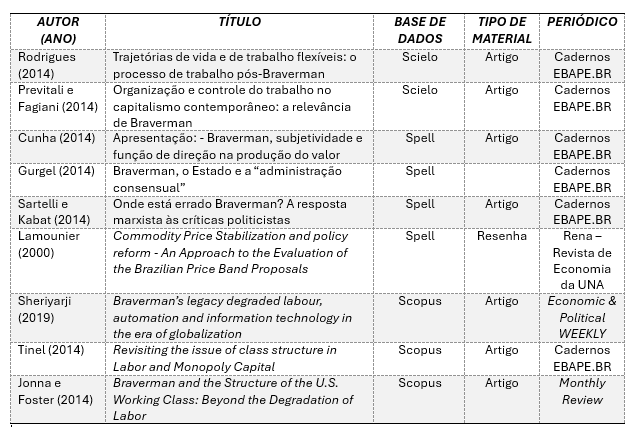 AUTOR (ANO) TÍTULO BASE DE DADOS TIPO DE MATERIAL PERIÓDICO
Rodrigues (2014) Trajetórias de vida e de trabalho flexíveis: o processo de trabalho pós-Braverman Scielo Artigo Cadernos EBAPE.BR
Previtali e Fagiani (2014) Organização e controle do trabalho no capitalismo contemporâneo: a relevância de Braverman Scielo Artigo Cadernos EBAPE.BR
Cunha (2014) Apresentação: - Braverman, subjetividade e função de direção na produção do valor Spell Artigo Cadernos EBAPE.BR
Gurgel (2014) Braverman, o Estado e a “administração consensual” Spell Cadernos EBAPE.BR
Sartelli e Kabat (2014) Onde está errado Braverman? A resposta marxista às críticas politicistas Spell Artigo Cadernos EBAPE.BR
Lamounier (2000) Commodity Price Stabilization and policy reform - An Approach to the Evaluation of the Brazilian Price Band Proposals Spell Resenha Rena – Revista de Economia da UNA
Sheriyarji (2019) Braverman’s legacy degraded labour, automation and information technology in the era of globalization Scopus Artigo Economic & Political WEEKLY
Tinel (2014) Revisiting the issue of class structure in Labor and Monopoly Capital Scopus Artigo Cadernos EBAPE.BR
Jonna e Foster (2014) Braverman and the Structure of the U.S. Working Class: Beyond the Degradation of Labor Scopus Artigo Monthly Review